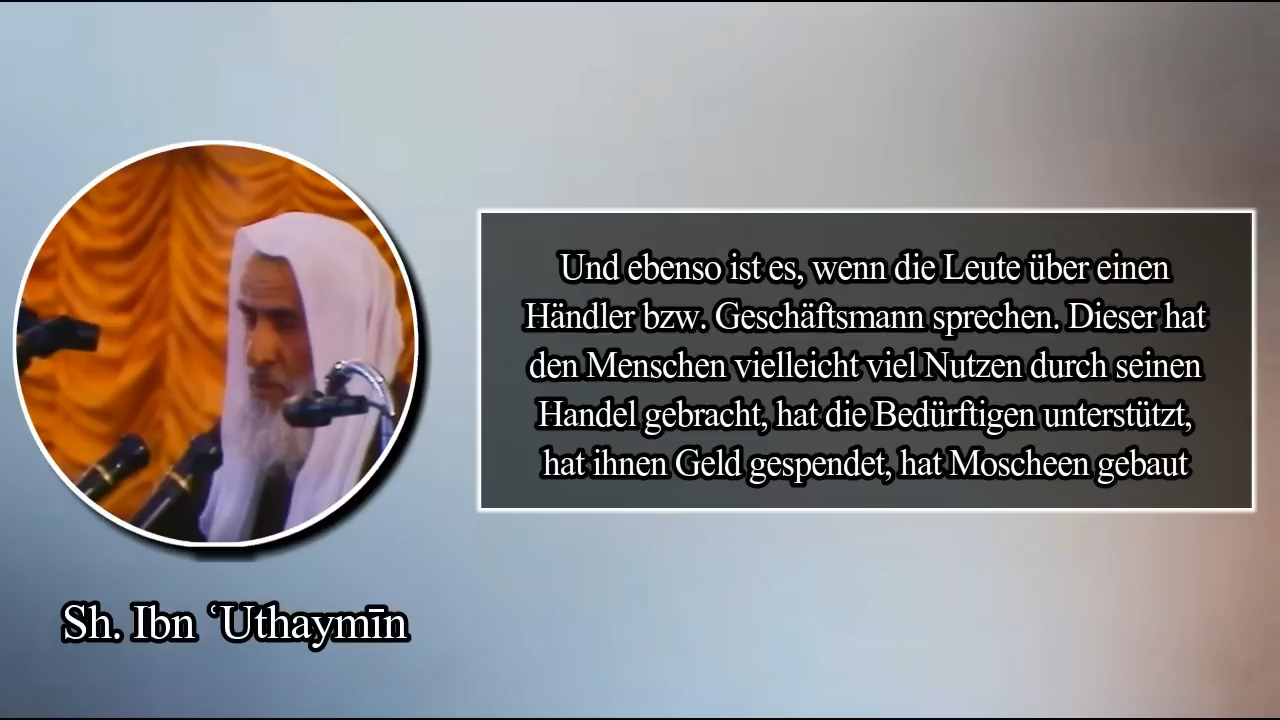 Und ebenso ist es, wenn die Leute über einen
Händler bzw. Geschäftsmann sprechen. Dieser hat
den Menschen vielleicht viel Nutzen durch seinen
Handel gebracht, hat die Bedürftigen unterstützt,
hat ihnen Geld gespendet, hat Moscheen gebaut
Sh. Ibn ʿUthaymīn